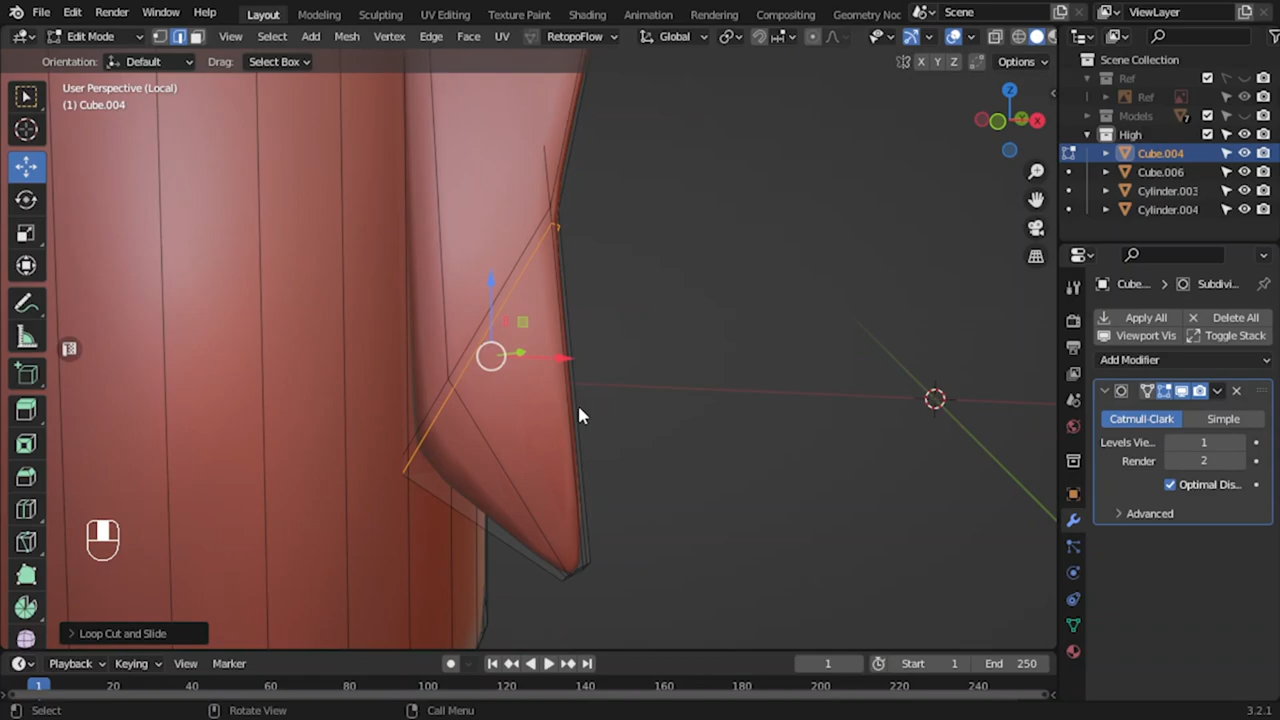 File Edit Render Window Help Layout Modeling Sculpting UV Editing Texture Paint Shading Animation Rendering Compositing Geometry Noc Scene ViewLayer
Edit Mode View Select Add Mesh Vertex Edge Face UV RetopoFlow Global
Orientation: Default Drag: Select Box X Y Z Options
User Perspective (Local)
(1) Cube.004
Z
X
Y
Scene Collection
Ref
Ref
Models
High
Cube.004
Cube.006
Cylinder.003
Cylinder.004
Cube... Subdivi...
Apply All Delete All
Viewport Vis Toggle Stack
Add Modifier
Catmull-Clark Simple
Levels Vie... 1
Render 2
Optimal Dis...
Advanced
Loop Cut and Slide
Playback Keying View Marker 1 Start 1 End 250
1 20 40 60 80 100 120 140 160 180 200 220 240
Select Rotate View Call Menu 3.2.1